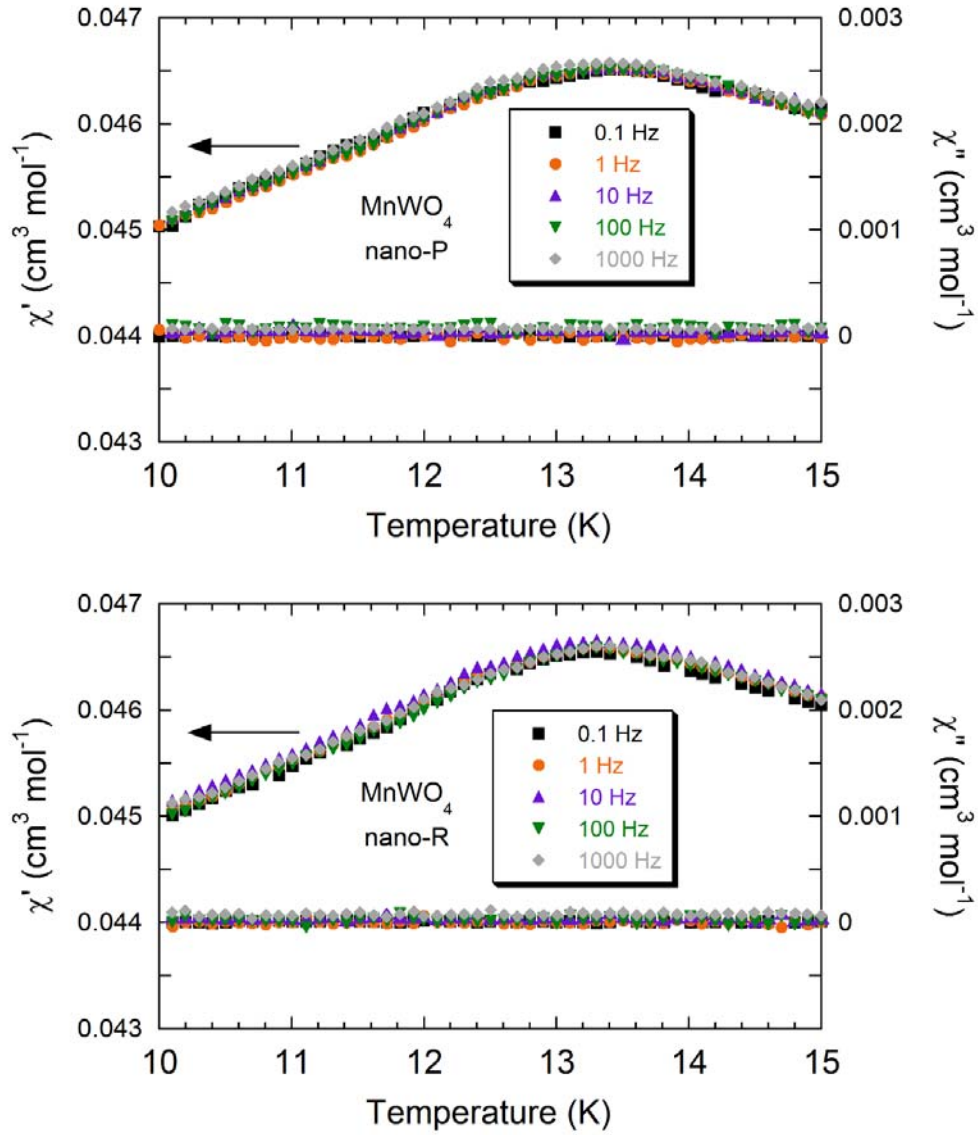 0.047
0.046
0.045
0.044
0.043
χ' (cm³ mol⁻¹)
0.003
0.002
0.001
0
χ" (cm³ mol⁻¹)
MnWO₄
nano-P
0.1 Hz
1 Hz
10 Hz
100 Hz
1000 Hz
10 11 12 13 14 15
Temperature (K)
0.047
0.046
0.045
0.044
0.043
χ' (cm³ mol⁻¹)
0.003
0.002
0.001
0
χ" (cm³ mol⁻¹)
MnWO₄
nano-R
0.1 Hz
1 Hz
10 Hz
100 Hz
1000 Hz
10 11 12 13 14 15
Temperature (K)